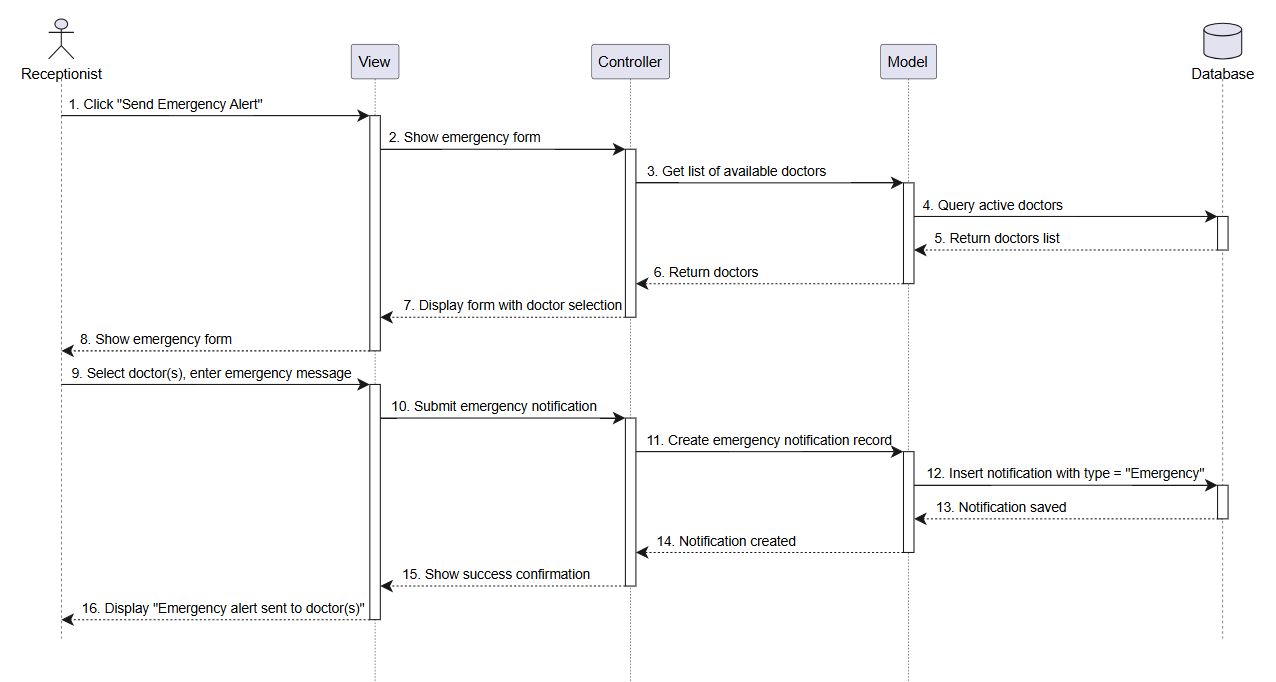 Receptionist
View
Controller
Model
Database
1. Click "Send Emergency Alert"
2. Show emergency form
3. Get list of available doctors
4. Query active doctors
5. Return doctors list
6. Return doctors
7. Display form with doctor selection
8. Show emergency form
9. Select doctor(s), enter emergency message
10. Submit emergency notification
11. Create emergency notification record
12. Insert notification with type = "Emergency"
13. Notification saved
14. Notification created
15. Show success confirmation
16. Display "Emergency alert sent to doctor(s)"